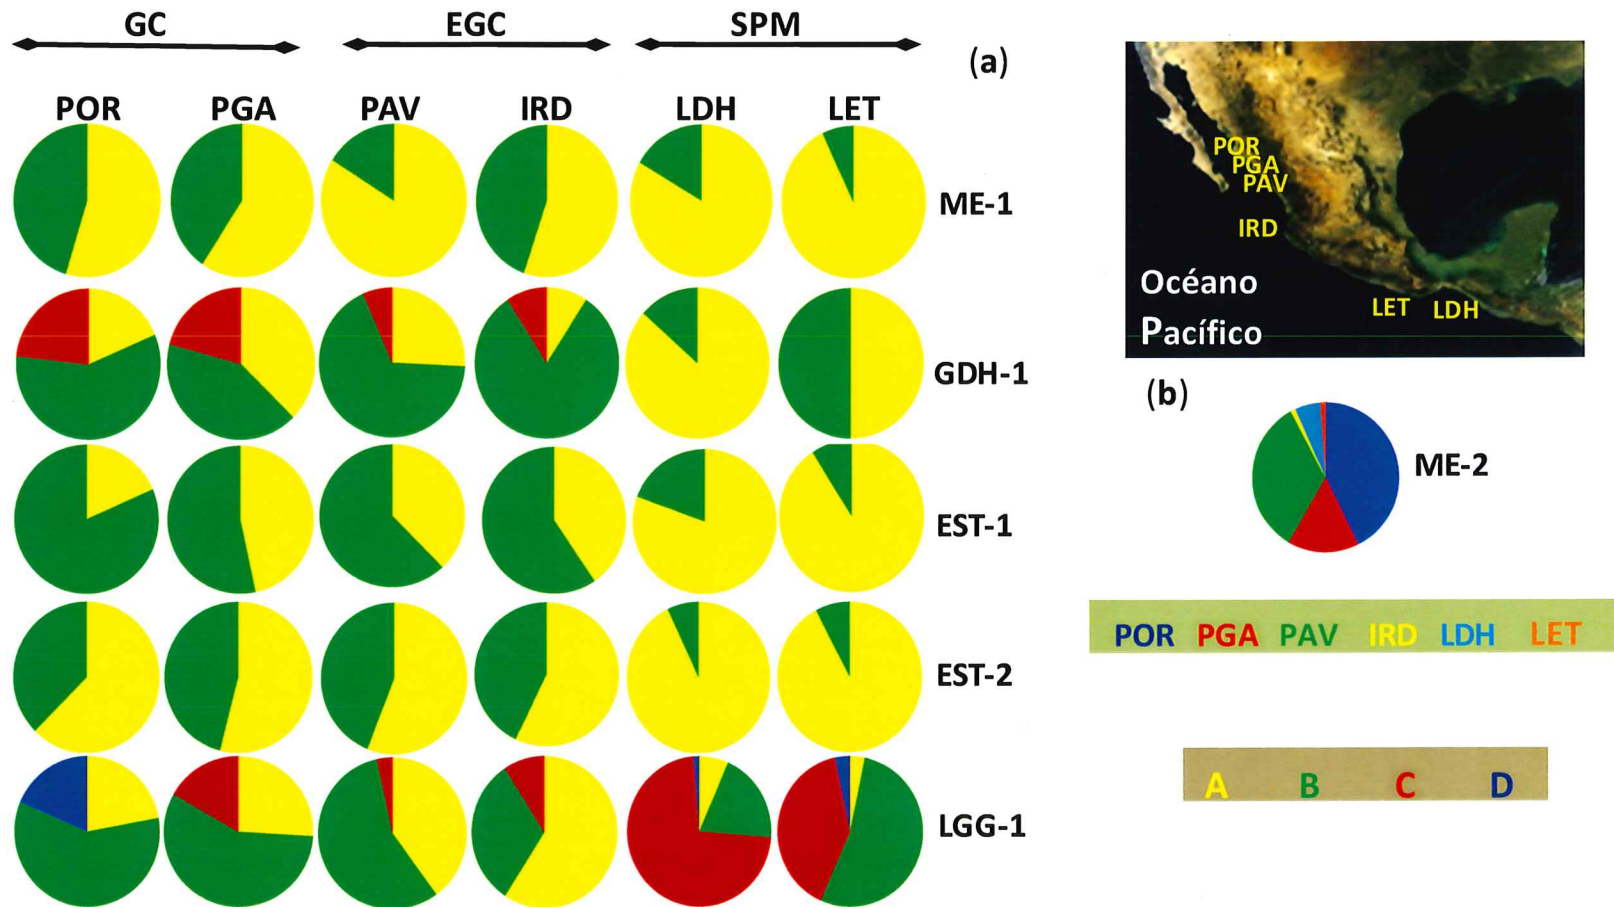 GC EGC SPM
(a)
POR PGA PAV IRD LDH LET
ME-1
GDH-1
EST-1
EST-2
LGG-1
POR
PGA
PAV
IRD
LET LDH
Océano
Pacífico
(b)
ME-2
POR PGA PAV IRD LDH LET
A B C D